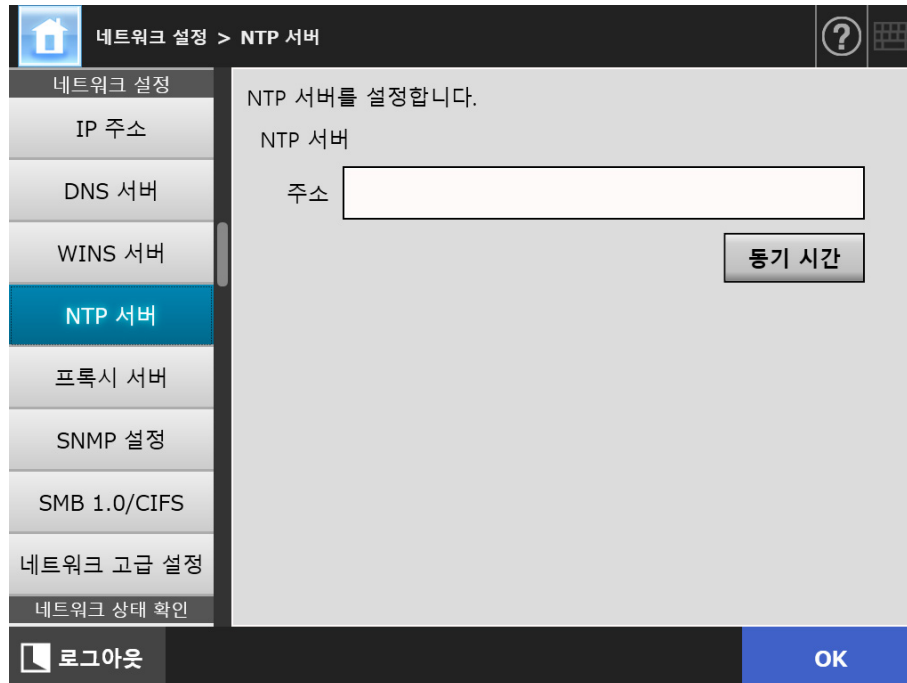 네트워크 설정 > NTP 서버
?
네트워크 설정
IP 주소
DNS 서버
WINS 서버
NTP 서버
프록시 서버
SNMP 설정
SMB 1.0/CIFS
네트워크 고급 설정
네트워크 상태 확인
NTP 서버를 설정합니다.
NTP 서버
주소
동기 시간
로그아웃
OK